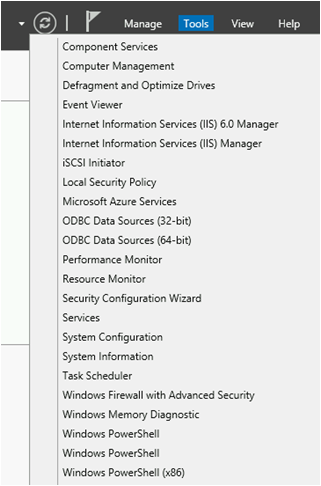 Manage Tools View Help
Component Services
Computer Management
Defragment and Optimize Drives
Event Viewer
Internet Information Services (IIS) 6.0 Manager
Internet Information Services (IIS) Manager
iSCSI Initiator
Local Security Policy
Microsoft Azure Services
ODBC Data Sources (32-bit)
ODBC Data Sources (64-bit)
Performance Monitor
Resource Monitor
Security Configuration Wizard
Services
System Configuration
System Information
Task Scheduler
Windows Firewall with Advanced Security
Windows Memory Diagnostic
Windows PowerShell
Windows PowerShell
Windows PowerShell (x86)